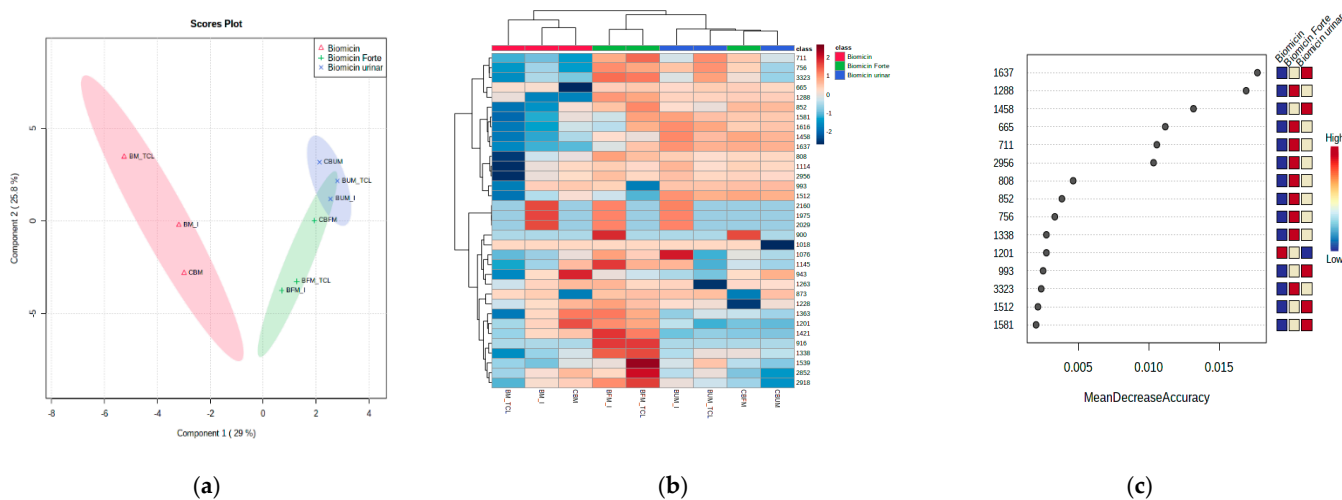 Scores Plot
Biomicin
Biomicin Forte
Biomicin urinar
BM_TCL
BM_I
CBM
CBUM
BUM_TCL
BUM_I
CBFM
BFM_TCL
BFM_I
Component 2 ( 25.8 %)
5
0
-5
-8
-6
-4
-2
0
2
4
Component 1 ( 29 %)
(a)
class
711
756
3323
665
1288
852
1581
1616
1458
1637
808
1114
2956
993
1512
2160
1975
2029
900
1018
1076
1145
943
1263
873
1228
1363
1201
1421
916
1338
1539
2852
2918
BM_TCL
BM_I
CBM
BFM_I
BFM_TCL
BUM_I
BUM_TCL
CBFM
CBUM
2
1
0
-1
-2
class
Biomicin
Biomicin Forte
Biomicin urinar
(b)
Biomicin
Biomicin Forte
Biomicin urinar
1637
1288
1458
665
711
2956
808
852
756
1338
1201
993
3323
1512
1581
0.005
0.010
0.015
MeanDecreaseAccuracy
High
Low
(c)